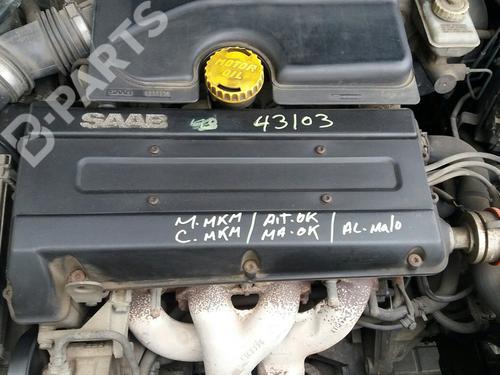 B-PARTS
MOTOR
OIL
SAAB
43103
M. MKM / AIT. OK
C. MKM / MA. OK / AL. Malo